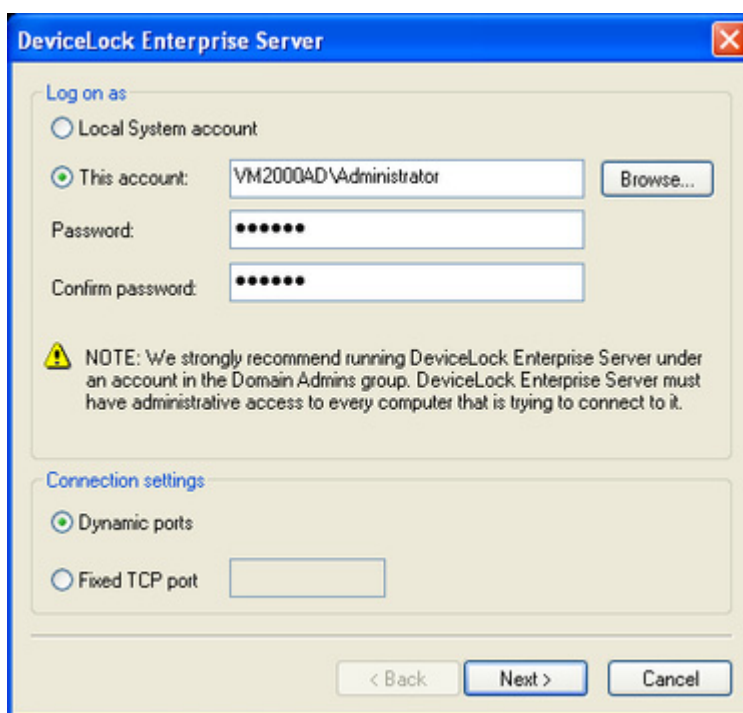 DeviceLock Enterprise Server
Log on as
Local System account
This account: VM2000AD\Administrator Browse...
Password: ●●●●●●
Confirm password: ●●●●●●
NOTE: We strongly recommend running DeviceLock Enterprise Server under
an account in the Domain Admins group. DeviceLock Enterprise Server must
have administrative access to every computer that is trying to connect to it.
Connection settings
Dynamic ports
Fixed TCP port
< Back Next > Cancel